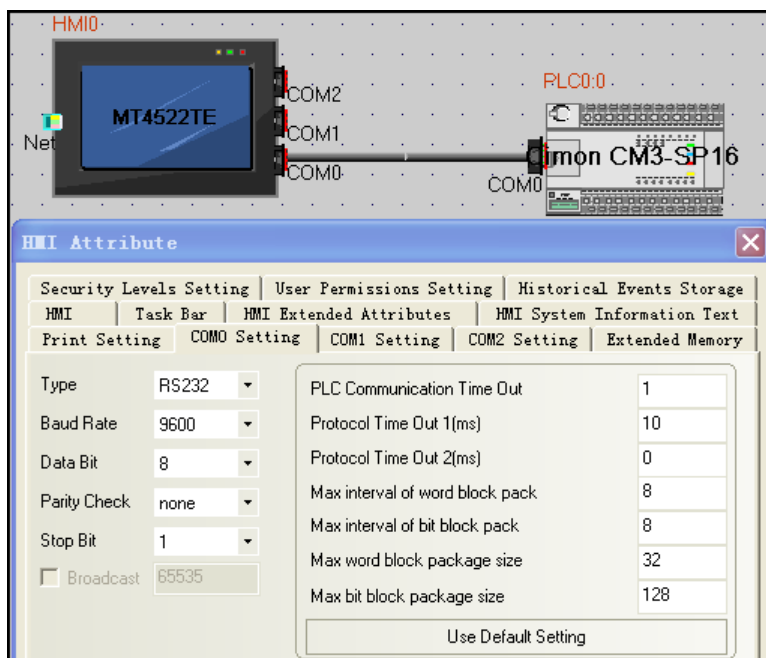 HMI0
PLC0:0
MT4522TE
COM2
COM1
Net
COM0
Cimon CM3-SP16
COM0
HMI Attribute
Security Levels Setting User Permissions Setting Historical Events Storage
HMI Task Bar HMI Extended Attributes HMI System Information Text
Print Setting COM0 Setting COM1 Setting COM2 Setting Extended Memory
Type RS232 PLC Communication Time Out 1
Baud Rate 9600 Protocol Time Out 1(ms) 10
Data Bit 8 Protocol Time Out 2(ms) 0
Parity Check none Max interval of word block pack 8
Stop Bit 1 Max interval of bit block pack 8
Broadcast 65535 Max word block package size 32
Max bit block package size 128
Use Default Setting